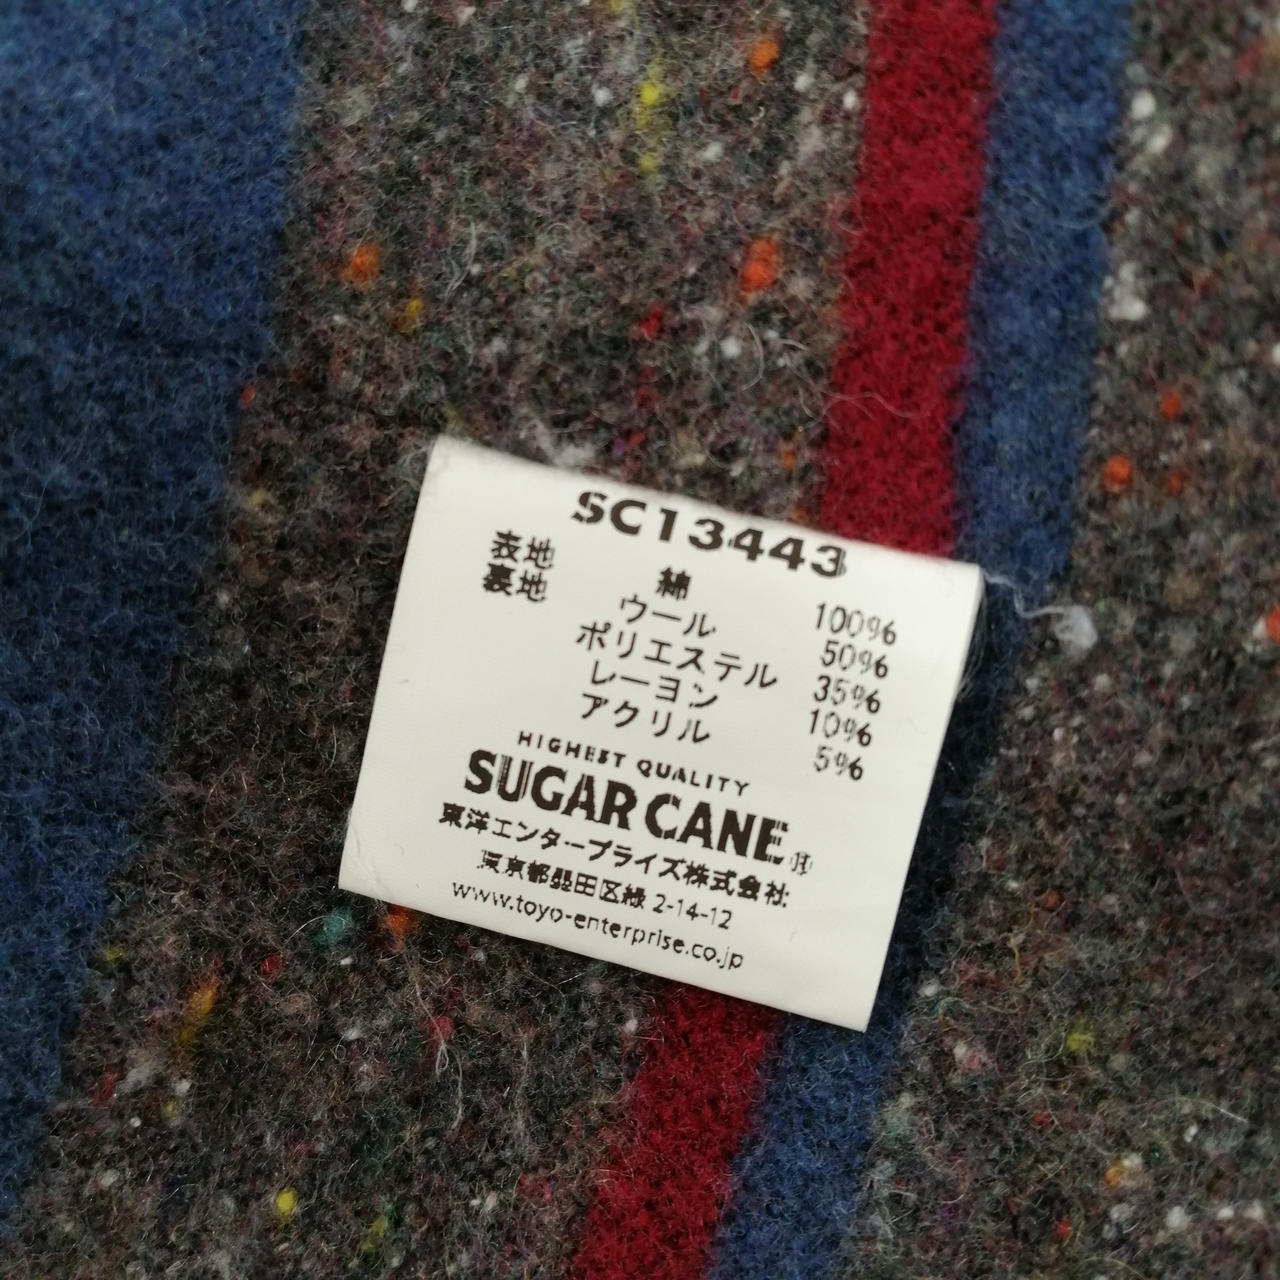 SC13443
表地 綿 100%
裏地 ウール 50%
ポリエステル 35%
レーヨン 10%
アクリル 5%
HIGHEST QUALITY
SUGAR CANE®
東洋エンタープライズ株式会社
東京都墨田区緑 2-14-12
www.toyo-enterprise.co.jp